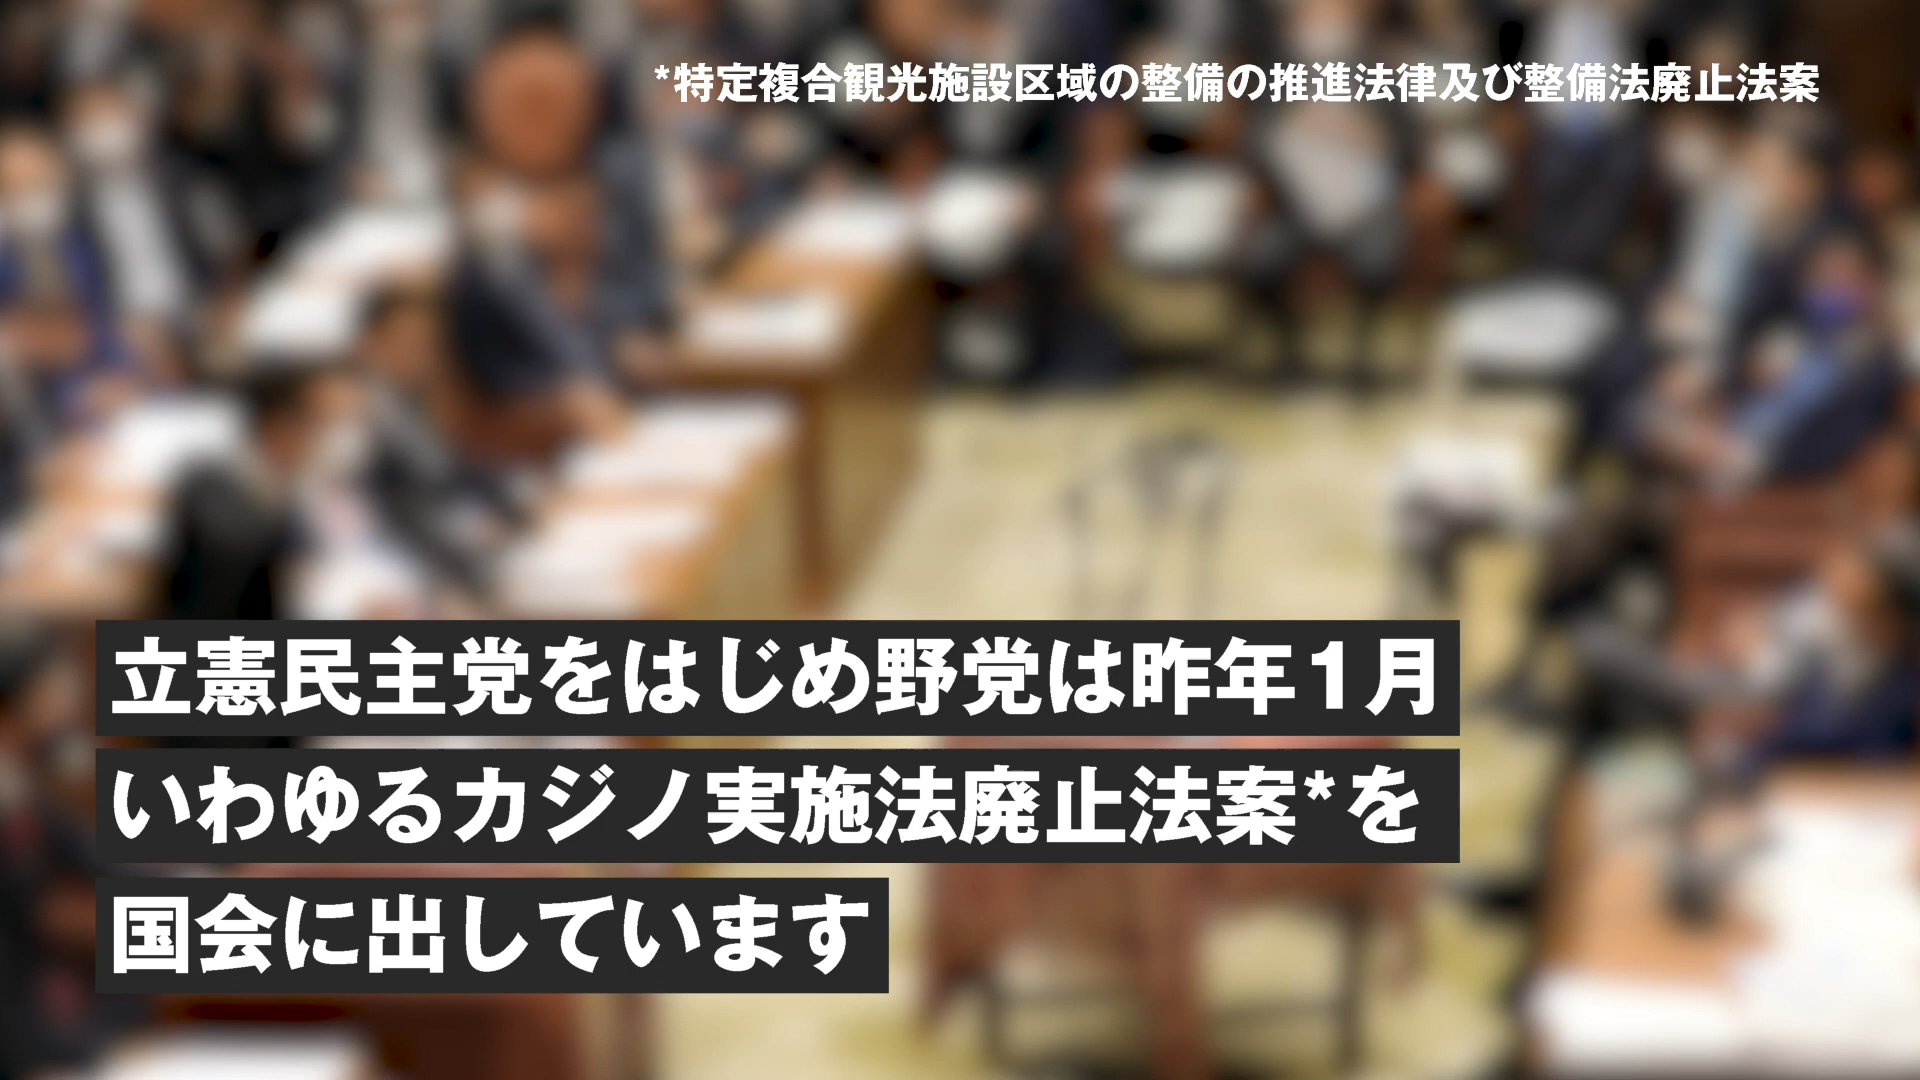 *特定複合観光施設区域の整備の推進法律及び整備法廃止法案
立憲民主党をはじめ野党は昨年1月
いわゆるカジノ実施法廃止法案*を
国会に出しています